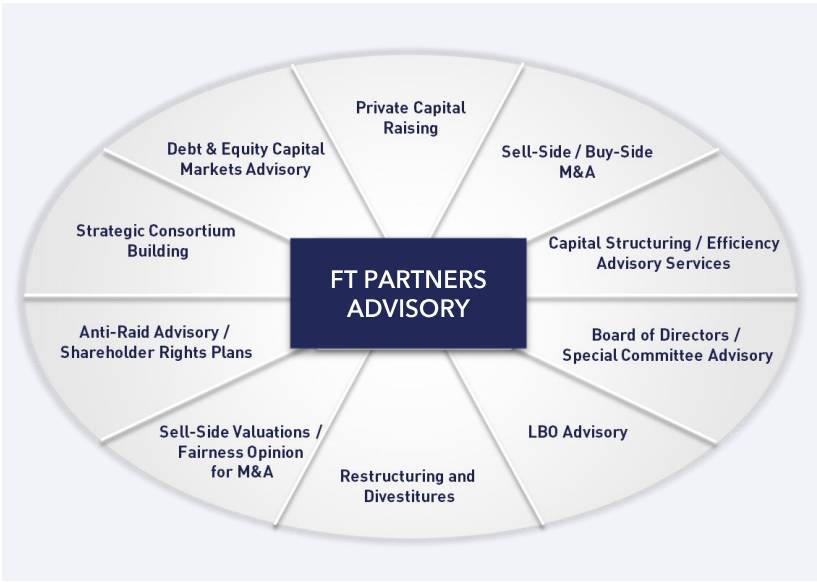 Private Capital
Raising
Sell-Side / Buy-Side
M&A
Capital Structuring / Efficiency
Advisory Services
Board of Directors /
Special Committee Advisory
LBO Advisory
Restructuring and
Divestitures
Sell-Side Valuations /
Fairness Opinion
for M&A
Anti-Raid Advisory /
Shareholder Rights Plans
Strategic Consortium
Building
Debt & Equity Capital
Markets Advisory
FT PARTNERS
ADVISORY